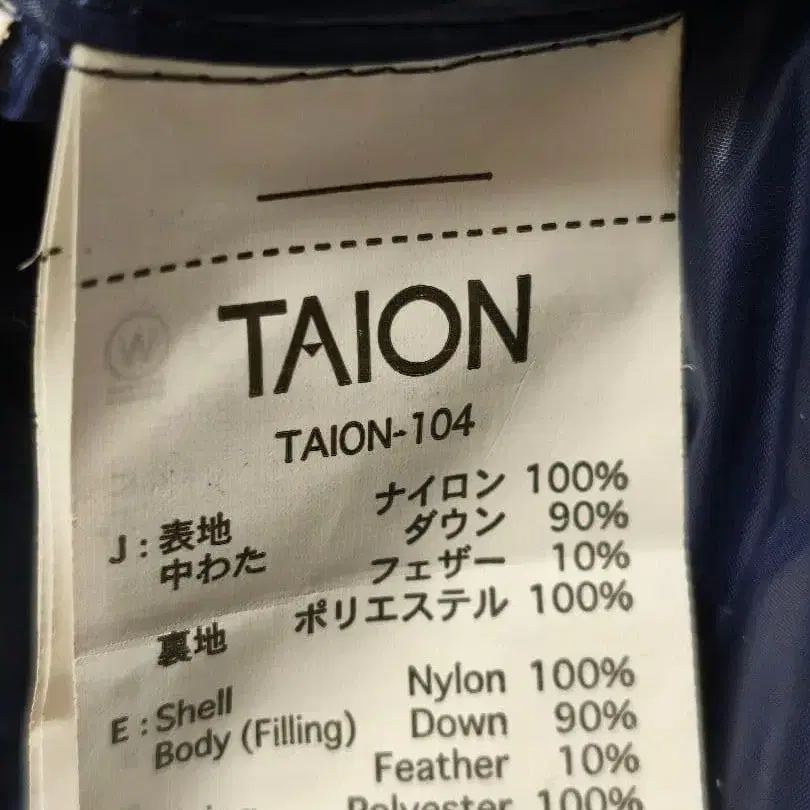 TAION
TAION-104
J : 表地 ナイロン 100%
中わた ダウン 90%
フェザー 10%
裏地 ポリエステル 100%
E : Shell Nylon 100%
Body (Filling) Down 90%
Feather 10%
Polyester 100%